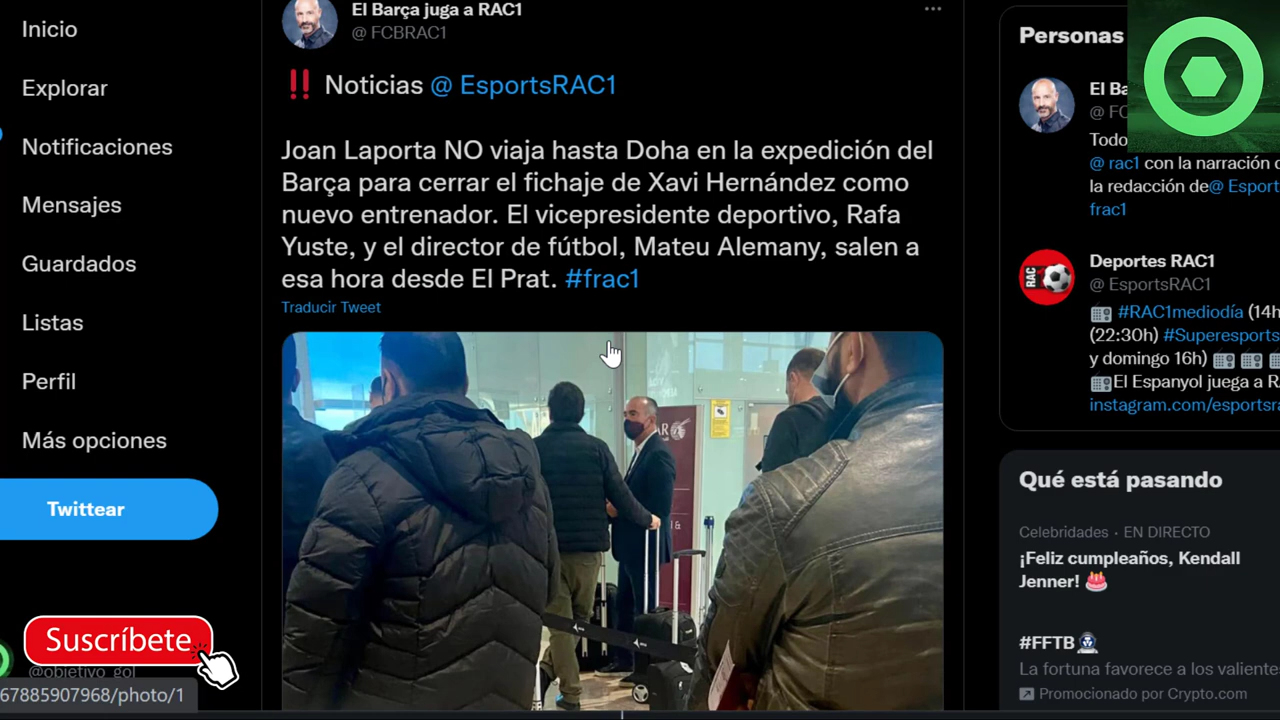 Inicio
Explorar
Notificaciones
Mensajes
Guardados
Listas
Perfil
Más opciones
Twittear
Suscríbete
@objetivo_gol
67885907968/photo/1
El Barça juga a RAC1
@ FCBRAC1
‼ Noticias @ EsportsRAC1
Joan Laporta NO viaja hasta Doha en la expedición del
Barça para cerrar el fichaje de Xavi Hernández como
nuevo entrenador. El vicepresidente deportivo, Rafa
Yuste, y el director de fútbol, Mateu Alemany, salen a
esa hora desde El Prat. #frac1
Traducir Tweet
Personas
El Ba
@ FC
Todo
@ rac1 con la narración d
la redacción de@ Esport
frac1
RAC1
Deportes RAC1
@ EsportsRAC1
📻 #RAC1mediodía (14h
(22:30h) #Superesports
y domingo 16h) 📻 📻
📻El Espanyol juega a RA
instagram.com/esportsra
Qué está pasando
Celebridades · EN DIRECTO
¡Feliz cumpleaños, Kendall
Jenner! 🎂
#FFTB
La fortuna favorece a los valiente
Promocionado por Crypto.com